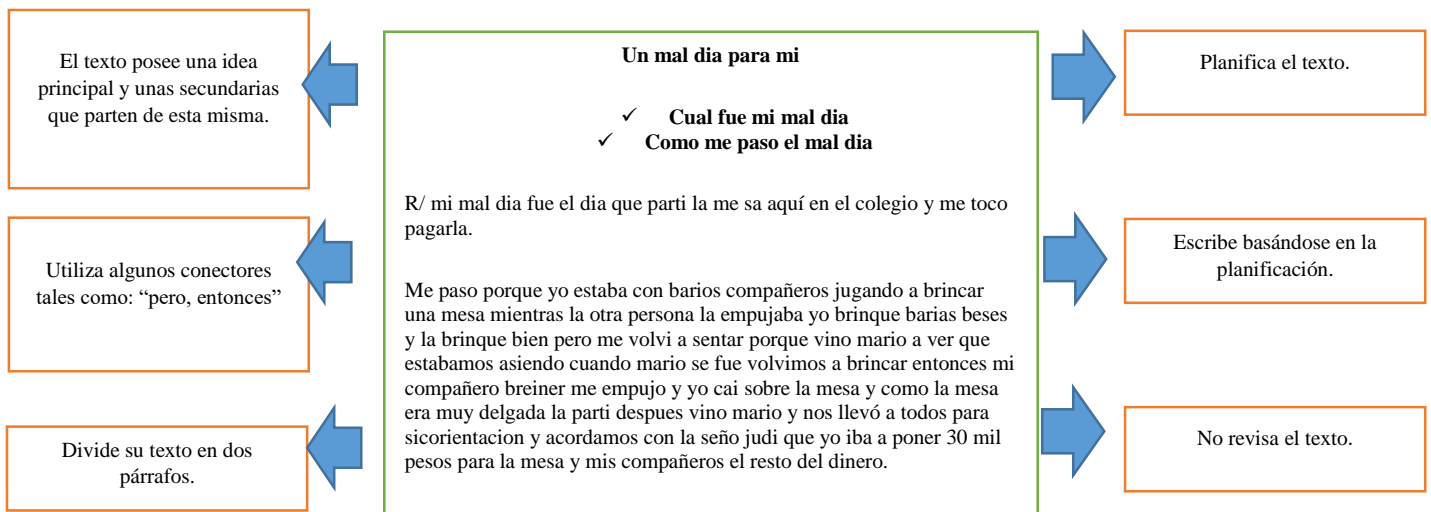 El texto posee una idea
principal y unas secundarias
que parten de esta misma.
Utiliza algunos conectores
tales como: “pero, entonces”
Divide su texto en dos
párrafos.
Un mal dia para mi
✓ Cual fue mi mal dia
✓ Como me paso el mal dia
R/ mi mal dia fue el dia que parti la me sa aquí en el colegio y me toco
pagarla.
Me paso porque yo estaba con barios compañeros jugando a brincar
una mesa mientras la otra persona la empujaba yo brinque barias beses
y la brinque bien pero me volvi a sentar porque vino mario a ver que
estabamos asiendo cuando mario se fue volvimos a brincar entonces mi
compañero breiner me empujo y yo cai sobre la mesa y como la mesa
era muy delgada la parti despues vino mario y nos llevó a todos para
sicorientacion y acordamos con la seño judi que yo iba a poner 30 mil
pesos para la mesa y mis compañeros el resto del dinero.
Planifica el texto.
Escribe basándose en la
planificación.
No revisa el texto.